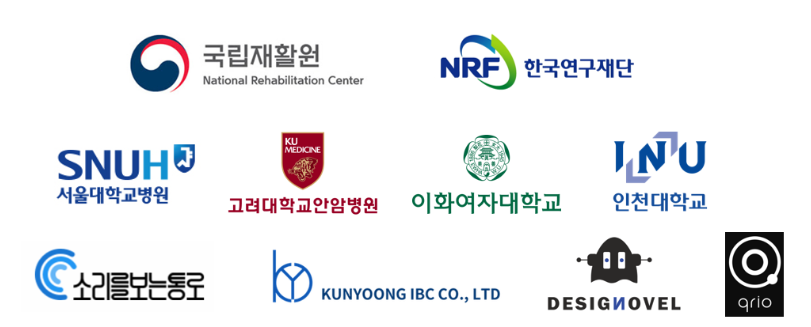 국립재활원
National Rehabilitation Center
NRF 한국연구재단
SNUH
서울대학교병원
KU
MEDICINE
고려대학교안암병원
이화여자대학교
INU
인천대학교
소리를보는통로
KUNYOONG IBC CO., LTD
DESIGNOVEL
qrio